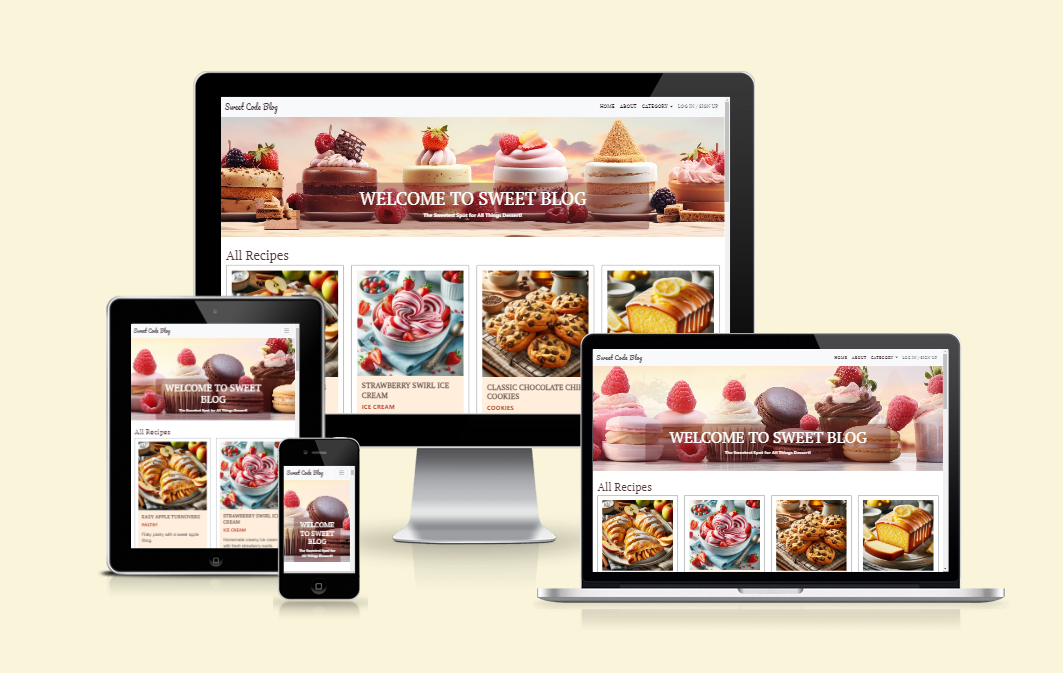 Sweet Code Blog
HOME ABOUT CATEGORY LOG IN / SIGN UP
WELCOME TO SWEET BLOG
The Sweetest Spot for All Things Dessert!
All Recipes
STRAWBERRY SWIRL ICE
CREAM
ICE CREAM
CLASSIC CHOCOLATE CHI
COOKIES
COOKIES
Sweet Code Blog
WELCOME TO SWEET
BLOG
The Sweetest Spot for All Things Dessert!
All Recipes
EASY APPLE TURNOVERS
PASTRY
Flaky pastry with a sweet apple
filling.
STRAWBERRY SWIRL IC
CREAM
ICE CREAM
Homemade creamy ice cream
with fresh strawberry swirls.
Sweet Code Blog
WELCOME
TO SWEET
BLOG
The Sweetest Spot for
All Things Dessert!
Sweet Code Blog
HOME ABOUT CATEGORY LOG IN / SIGN UP
WELCOME TO SWEET BLOG
The Sweetest Spot for All Things Dessert!
All Recipes